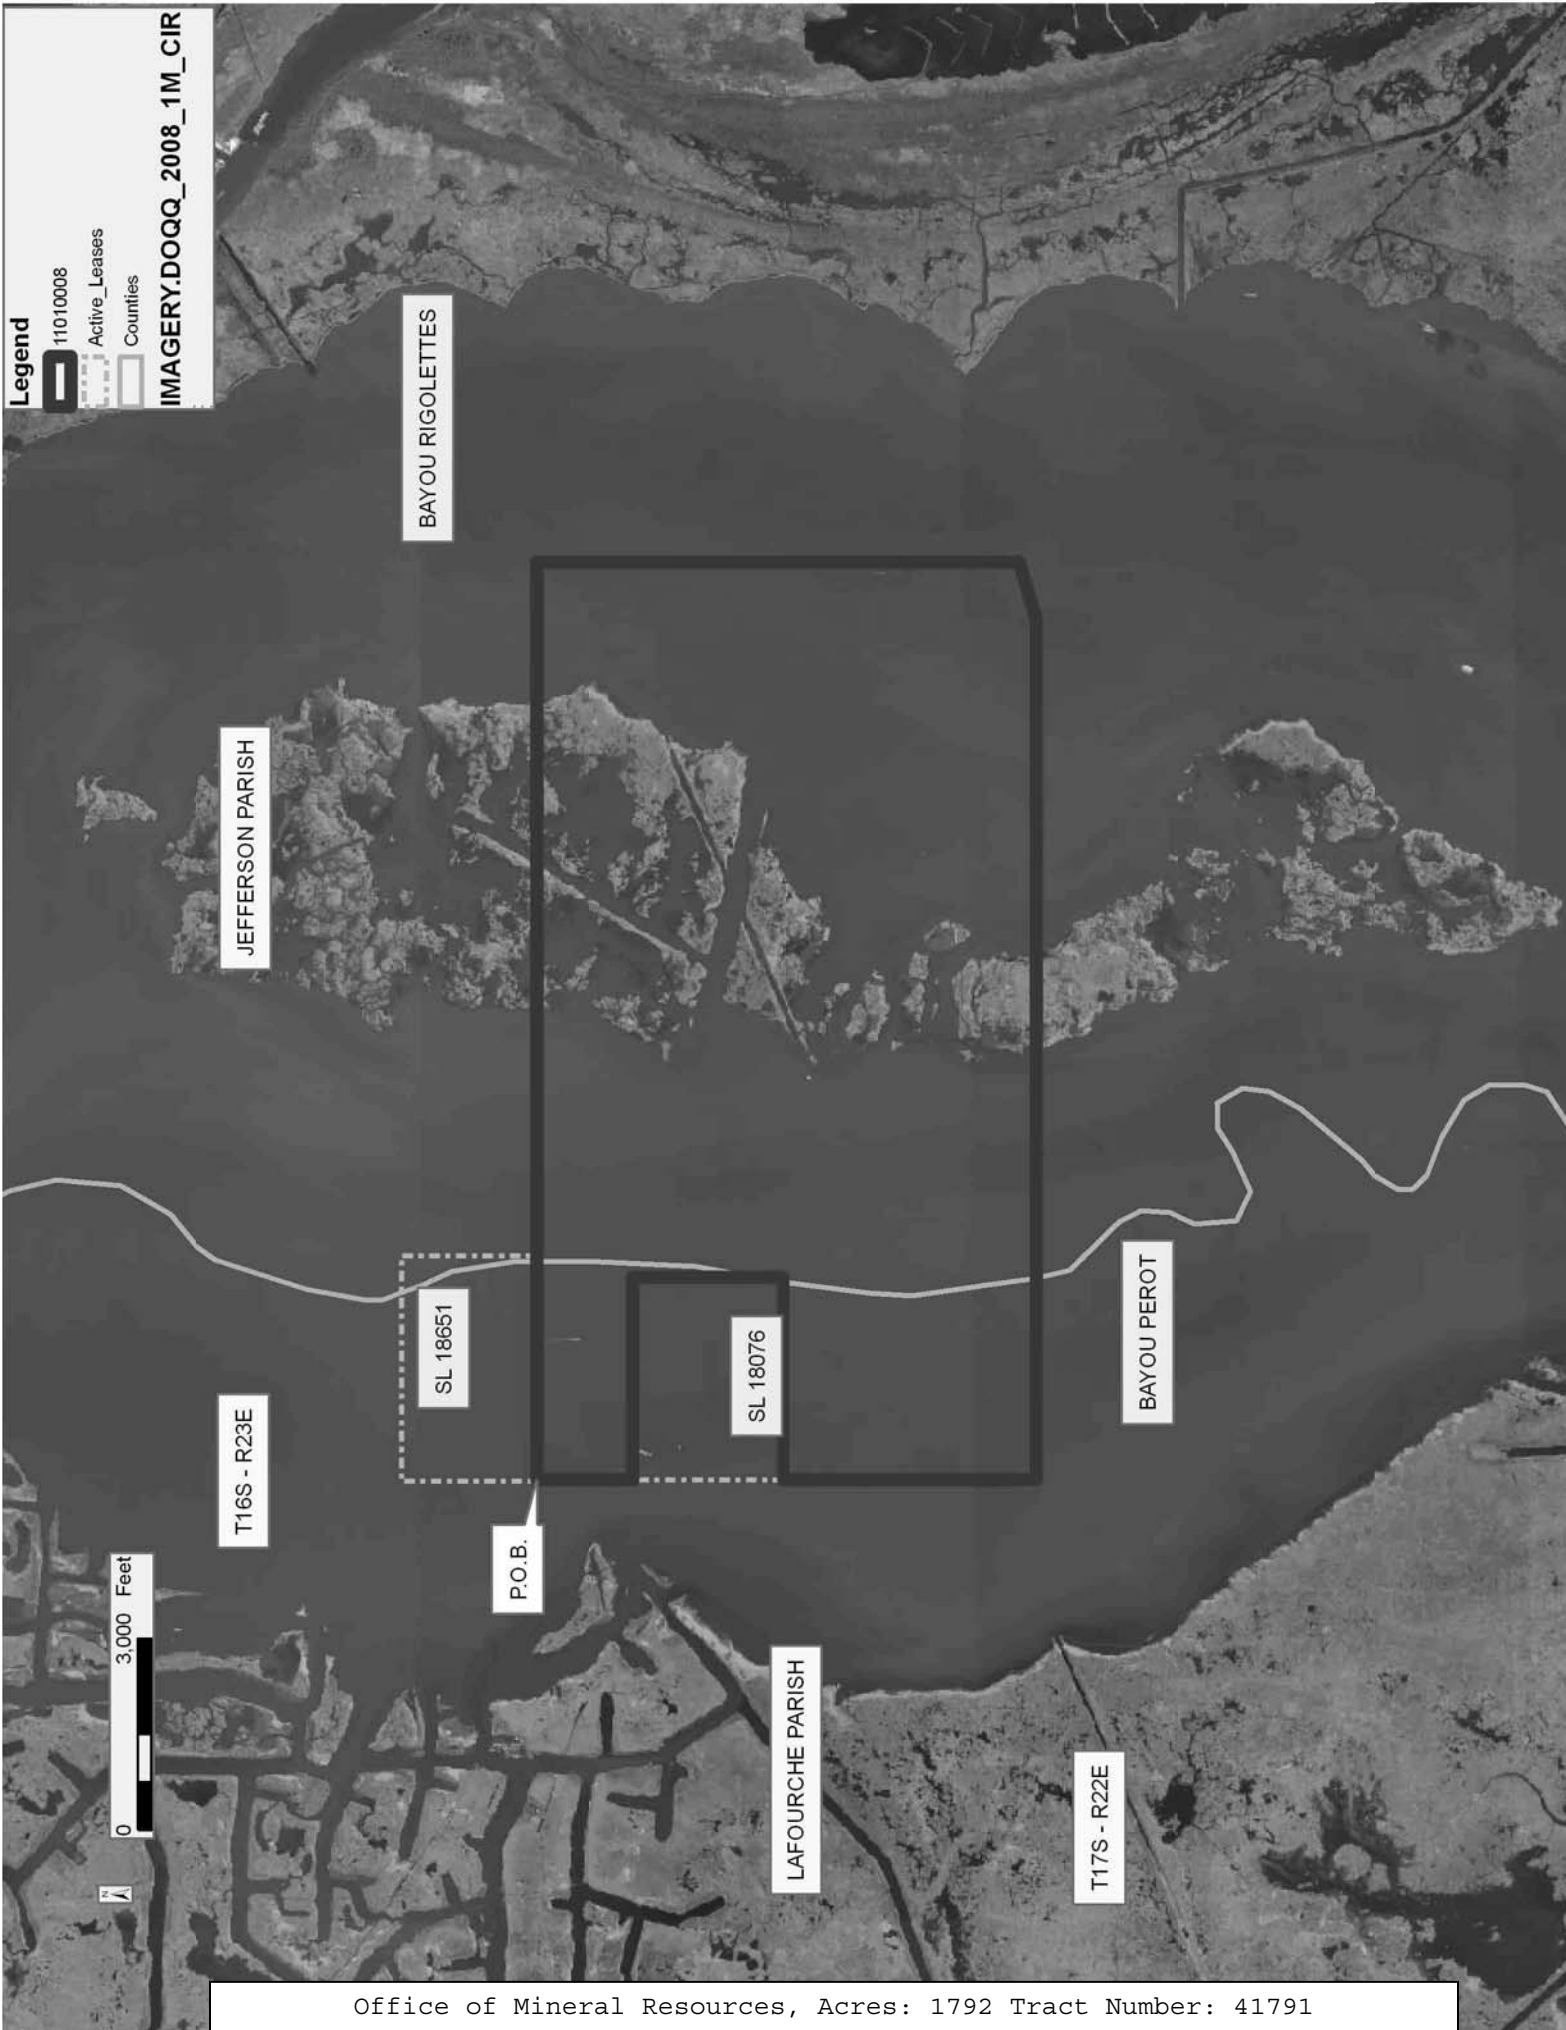 Legend
11010008
Active_Leases
Counties
IMAGERY.DOQQ_2008_1M_CIR
N
0 3,000 Feet
T16S - R23E
JEFFERSON PARISH
BAYOU RIGOLETTES
SL 18651
P.O.B.
SL 18076
LAFOURCHE PARISH
T17S - R22E
BAYOU PEROT
Office of Mineral Resources, Acres: 1792 Tract Number: 41791